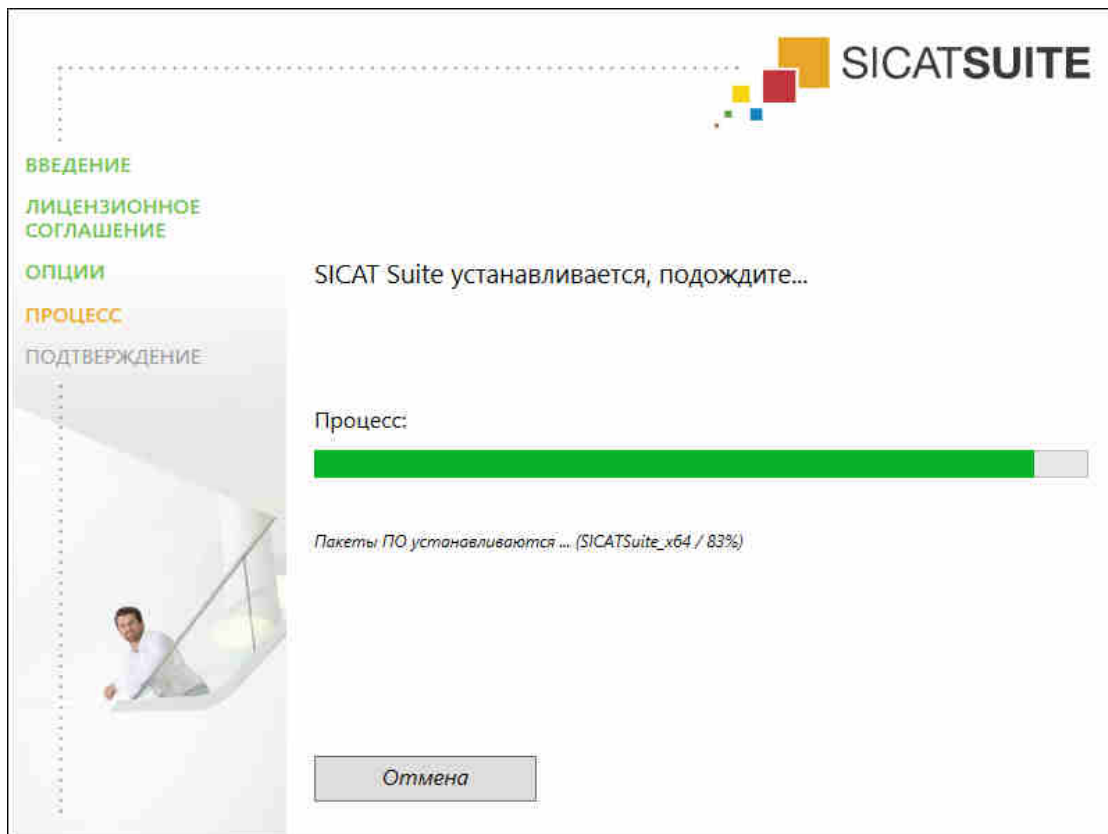 SICATSUITE
ВВЕДЕНИЕ
ЛИЦЕНЗИОННОЕ
СОГЛАШЕНИЕ
ОПЦИИ
ПРОЦЕСС
ПОДТВЕРЖДЕНИЕ
SICAT Suite устанавливается, подождите...
Процесс:
Пакеты ПО устанавливаются ... (SICATSuite_x64 / 83%)
Отмена